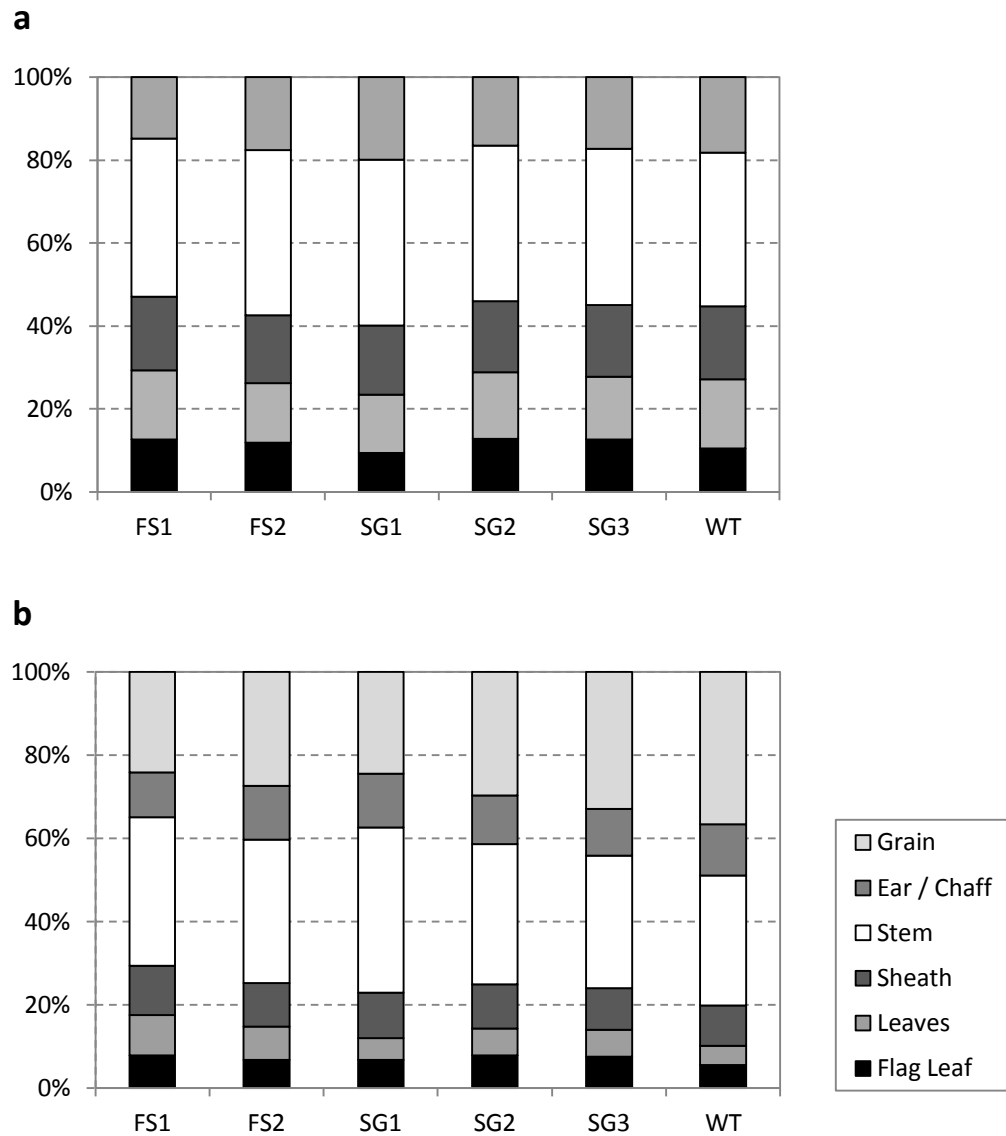 a
100%
80%
60%
40%
20%
0%
FS1 FS2 SG1 SG2 SG3 WT
b
100%
80%
60%
40%
20%
0%
FS1 FS2 SG1 SG2 SG3 WT
Grain
Ear / Chaff
Stem
Sheath
Leaves
Flag Leaf